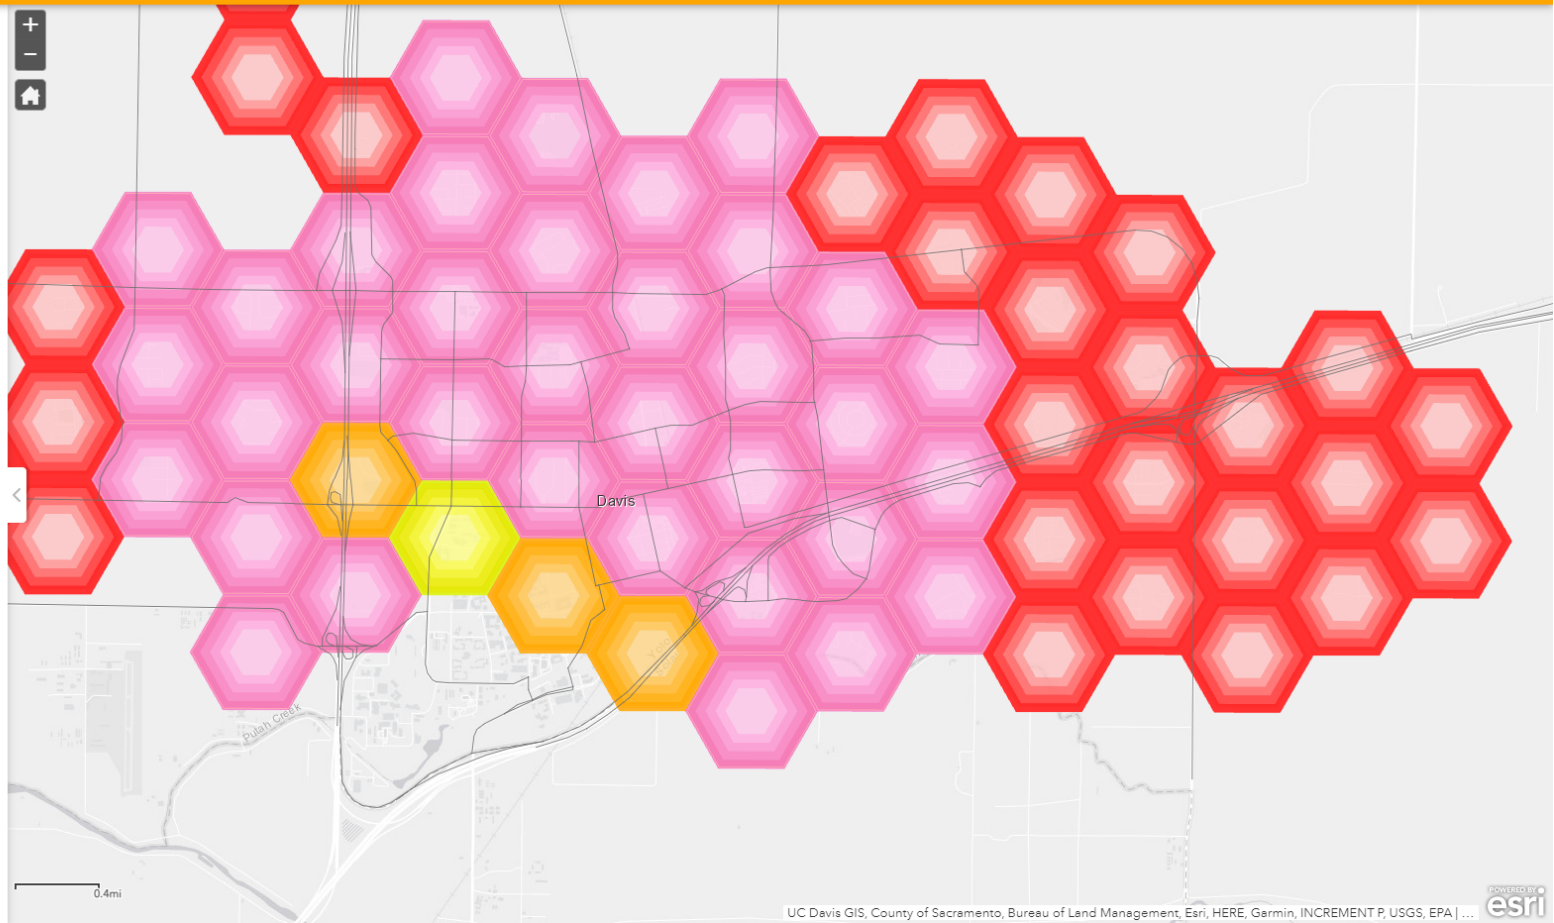 +
−
Davis
Yolo
Putah Creek
0.4mi
POWERED BY
esri
UC Davis GIS, County of Sacramento, Bureau of Land Management, Esri, HERE, Garmin, INCREMENT P, USGS, EPA | ...